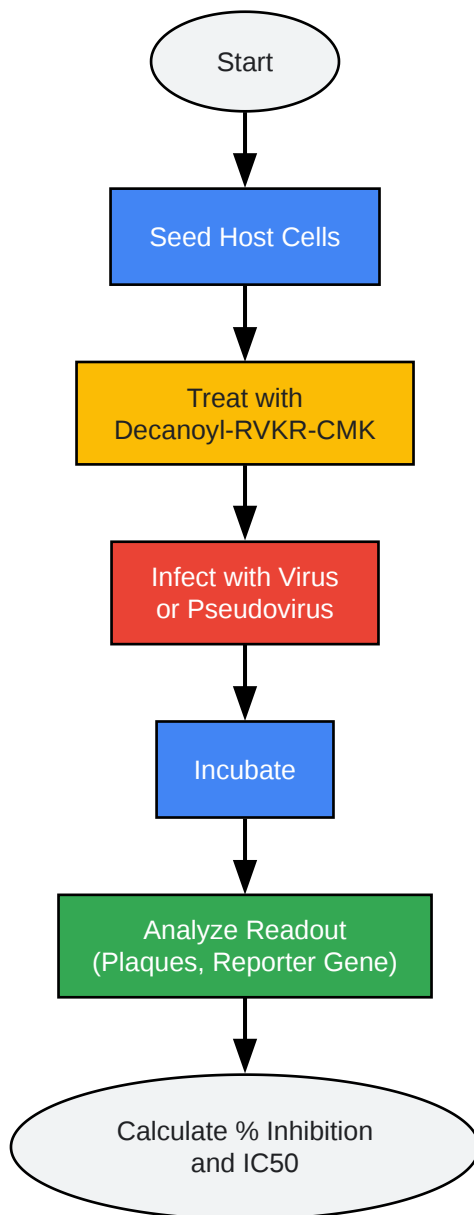 Start
Seed Host Cells
Treat with
Decanoyl-RVKR-CMK
Infect with Virus
or Pseudovirus
Incubate
Analyze Readout
(Plaques, Reporter Gene)
Calculate % Inhibition
and IC50